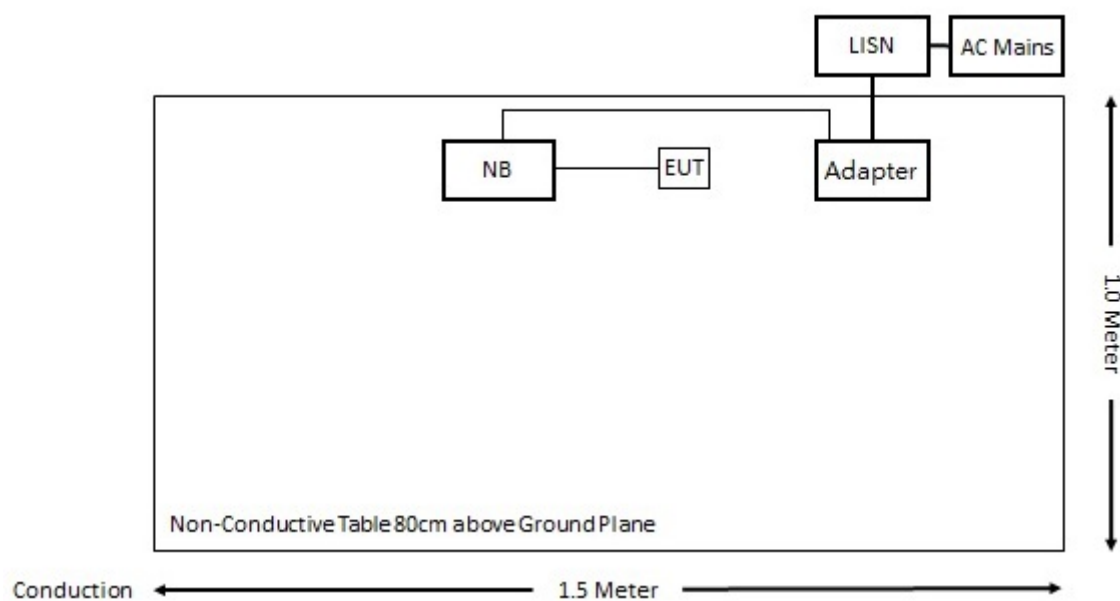 LISN
AC Mains
NB
EUT
Adapter
1.0 Meter
Non-Conductive Table 80cm above Ground Plane
Conduction
1.5 Meter